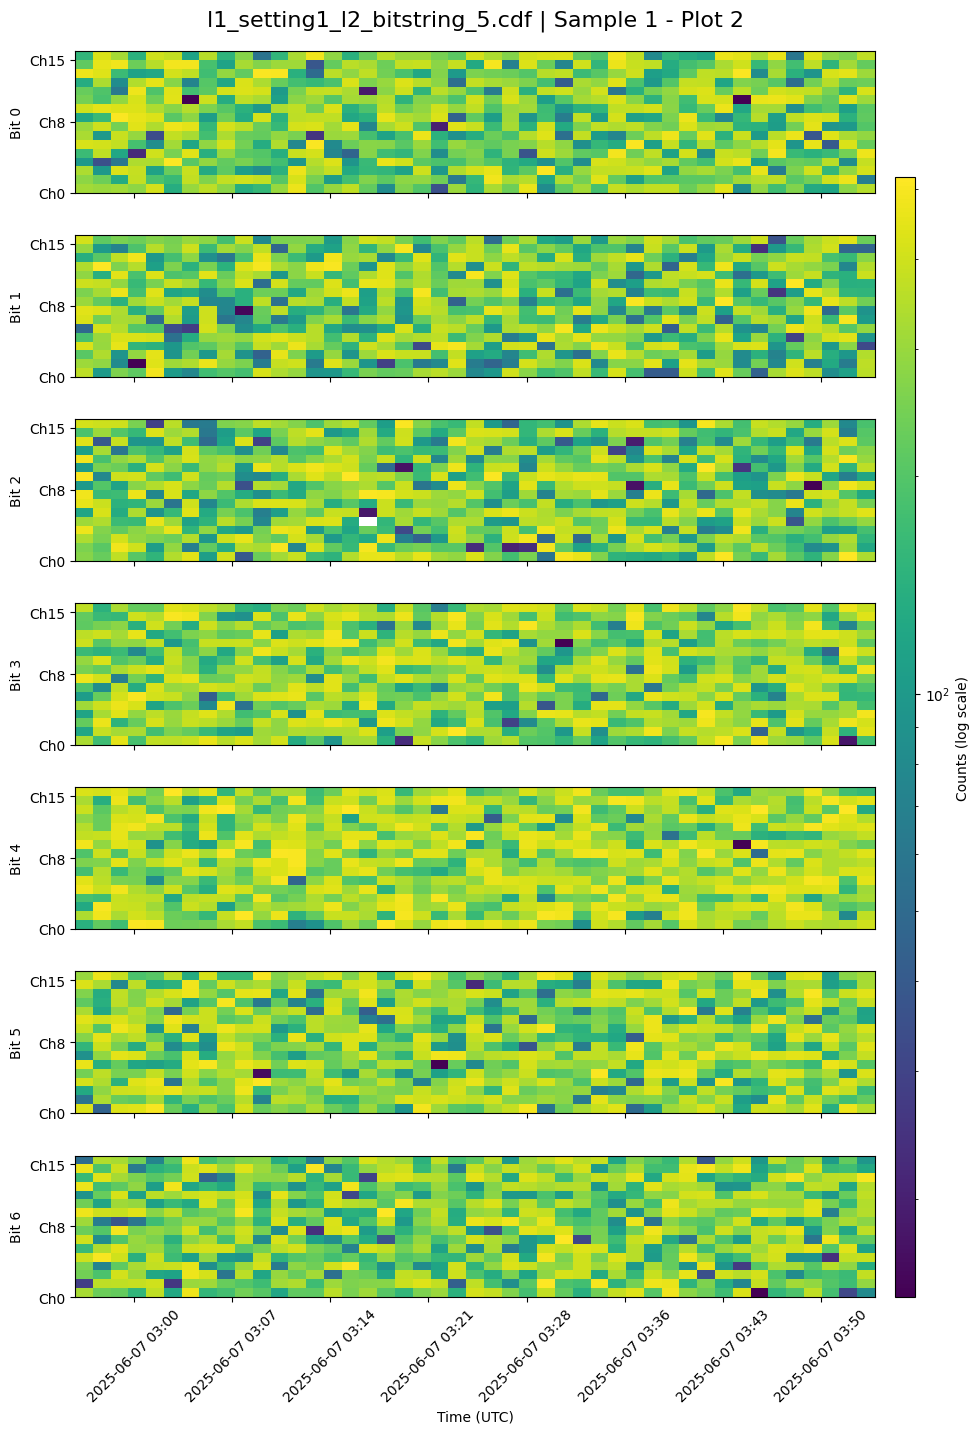 l1_setting1_l2_bitstring_5.cdf | Sample 1 - Plot 2
Ch15
Ch8
Ch0
Bit 0
Ch15
Ch8
Ch0
Bit 1
Ch15
Ch8
Ch0
Bit 2
Ch15
Ch8
Ch0
Bit 3
Ch15
Ch8
Ch0
Bit 4
Ch15
Ch8
Ch0
Bit 5
Ch15
Ch8
Ch0
Bit 6
2025-06-07 03:00
2025-06-07 03:07
2025-06-07 03:14
2025-06-07 03:21
2025-06-07 03:28
2025-06-07 03:36
2025-06-07 03:43
2025-06-07 03:50
Time (UTC)
10²
Counts (log scale)